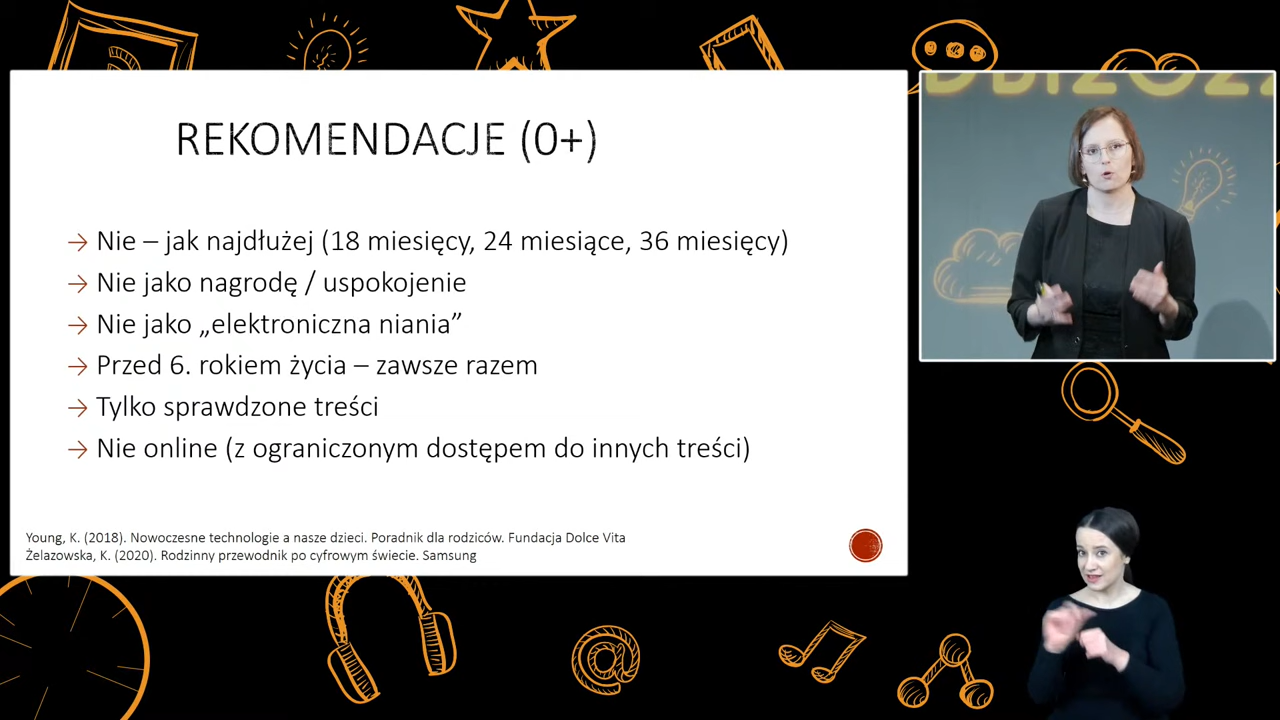 REKOMENDACJE (0+)
→ Nie – jak najdłużej (18 miesięcy, 24 miesiące, 36 miesięcy)
→ Nie jako nagrodę / uspokojenie
→ Nie jako „elektroniczna niania”
→ Przed 6. rokiem życia – zawsze razem
→ Tylko sprawdzone treści
→ Nie online (z ograniczonym dostępem do innych treści)
Young, K. (2018). Nowoczesne technologie a nasze dzieci. Poradnik dla rodziców. Fundacja Dolce Vita
Żelazowska, K. (2020). Rodzinny przewodnik po cyfrowym świecie. Samsung
DBI2022
@